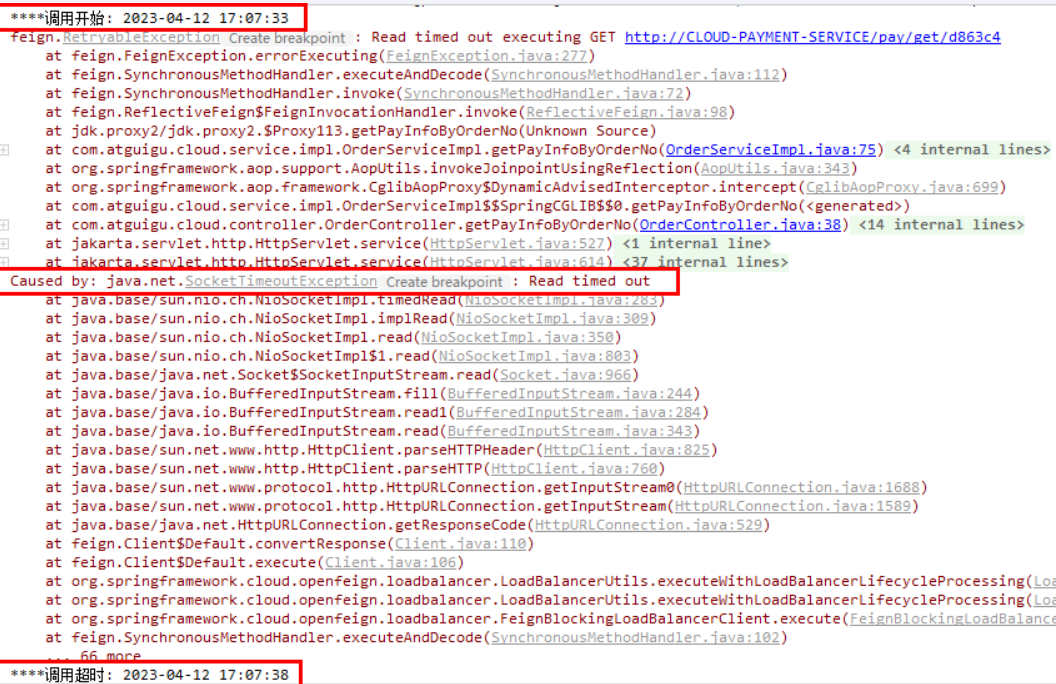 ****调用开始: 2023-04-12 17:07:33
feign.RetryableException Create breakpoint : Read timed out executing GET http://CLOUD-PAYMENT-SERVICE/pay/get/d863c4
at feign.FeignException.errorExecuting(FeignException.java:277)
at feign.SynchronousMethodHandler.executeAndDecode(SynchronousMethodHandler.java:112)
at feign.SynchronousMethodHandler.invoke(SynchronousMethodHandler.java:72)
at feign.ReflectiveFeign$FeignInvocationHandler.invoke(ReflectiveFeign.java:98)
at jdk.proxy2/jdk.proxy2.$Proxy113.getPayInfoByOrderNo(Unknown Source)
at com.atguigu.cloud.service.impl.OrderServiceImpl.getPayInfoByOrderNo(OrderServiceImpl.java:75) <4 internal lines>
at org.springframework.aop.support.AopUtils.invokeJoinpointUsingReflection(AopUtils.java:343)
at org.springframework.aop.framework.CglibAopProxy$DynamicAdvisedInterceptor.intercept(CglibAopProxy.java:699)
at com.atguigu.cloud.service.impl.OrderServiceImpl$$SpringCGLIB$$0.getPayInfoByOrderNo(<generated>)
at com.atguigu.cloud.controller.OrderController.getPayInfoByOrderNo(OrderController.java:38) <14 internal lines>
at jakarta.servlet.http.HttpServlet.service(HttpServlet.java:527) <1 internal line>
at jakarta.servlet.http.HttpServlet.service(HttpServlet.java:614) <37 internal lines>
Caused by: java.net.SocketTimeoutException Create breakpoint : Read timed out
at java.base/sun.nio.ch.NioSocketImpl.timedRead(NioSocketImpl.java:283)
at java.base/sun.nio.ch.NioSocketImpl.implRead(NioSocketImpl.java:309)
at java.base/sun.nio.ch.NioSocketImpl.read(NioSocketImpl.java:350)
at java.base/sun.nio.ch.NioSocketImpl$1.read(NioSocketImpl.java:803)
at java.base/java.net.Socket$SocketInputStream.read(Socket.java:966)
at java.base/java.io.BufferedInputStream.fill(BufferedInputStream.java:244)
at java.base/java.io.BufferedInputStream.read1(BufferedInputStream.java:284)
at java.base/java.io.BufferedInputStream.read(BufferedInputStream.java:343)
at java.base/sun.net.www.http.HttpClient.parseHTTPHeader(HttpClient.java:825)
at java.base/sun.net.www.http.HttpClient.parseHTTP(HttpClient.java:760)
at java.base/sun.net.www.protocol.http.HttpURLConnection.getInputStream0(HttpURLConnection.java:1688)
at java.base/sun.net.www.protocol.http.HttpURLConnection.getInputStream(HttpURLConnection.java:1589)
at java.base/java.net.HttpURLConnection.getResponseCode(HttpURLConnection.java:529)
at feign.Client$Default.convertResponse(Client.java:110)
at feign.Client$Default.execute(Client.java:106)
at org.springframework.cloud.openfeign.loadbalancer.LoadBalancerUtils.executeWithLoadBalancerLifecycleProcessing(Loa
at org.springframework.cloud.openfeign.loadbalancer.LoadBalancerUtils.executeWithLoadBalancerLifecycleProcessing(Loa
at org.springframework.cloud.openfeign.loadbalancer.FeignBlockingLoadBalancerClient.execute(FeignBlockingLoadBalance
at feign.SynchronousMethodHandler.executeAndDecode(SynchronousMethodHandler.java:102)
... 66 more
****调用超时: 2023-04-12 17:07:38